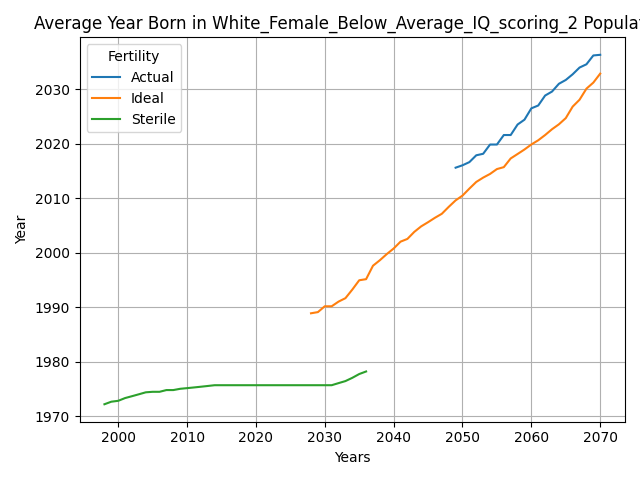 Average Year Born in White_Female_Below_Average_IQ_scoring_2 Populat
Fertility
Actual
Ideal
Sterile
2030
2020
2010
2000
1990
1980
1970
Year
2000 2010 2020 2030 2040 2050 2060 2070
Years